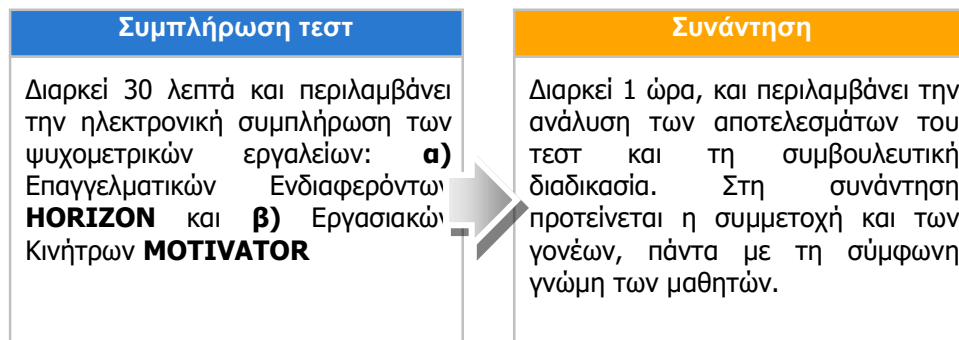 Συμπλήρωση τεστ
Διαρκεί 30 λεπτά και περιλαμβάνει
την ηλεκτρονική συμπλήρωση των
ψυχομετρικών εργαλείων: α)
Επαγγελματικών Ενδιαφερόντων
HORIZON και β) Εργασιακών
Κινήτρων MOTIVATOR
Συνάντηση
Διαρκεί 1 ώρα, και περιλαμβάνει την
ανάλυση των αποτελεσμάτων του
τεστ και τη συμβουλευτική
διαδικασία. Στη συνάντηση
προτείνεται η συμμετοχή και των
γονέων, πάντα με τη σύμφωνη
γνώμη των μαθητών.